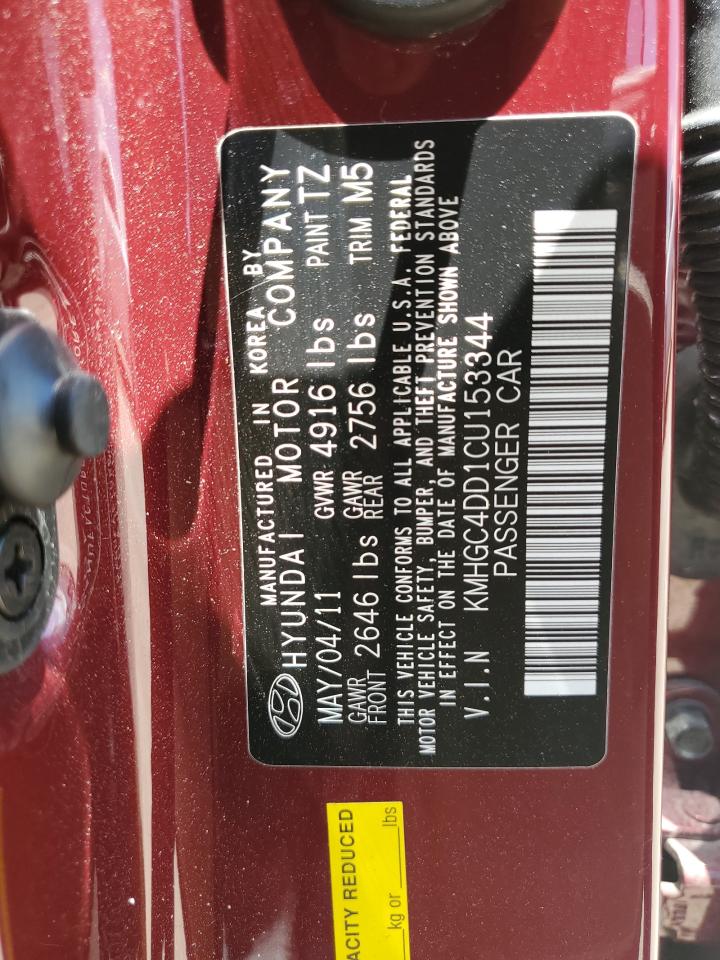 MANUFACTURED IN KOREA BY
HYUNDAI MOTOR COMPANY
MAY/04/11 GVWR 4916 lbs PAINT TZ
GAWR FRONT 2646 lbs GAWR REAR 2756 lbs TRIM M5
THIS VEHICLE CONFORMS TO ALL APPLICABLE U.S.A. FEDERAL
MOTOR VEHICLE SAFETY, BUMPER, AND THEFT PREVENTION STANDARDS
IN EFFECT ON THE DATE OF MANUFACTURE SHOWN ABOVE
V.I.N KMHGC4DD1CU153344
PASSENGER CAR
ACITY REDUCED
kg or lbs